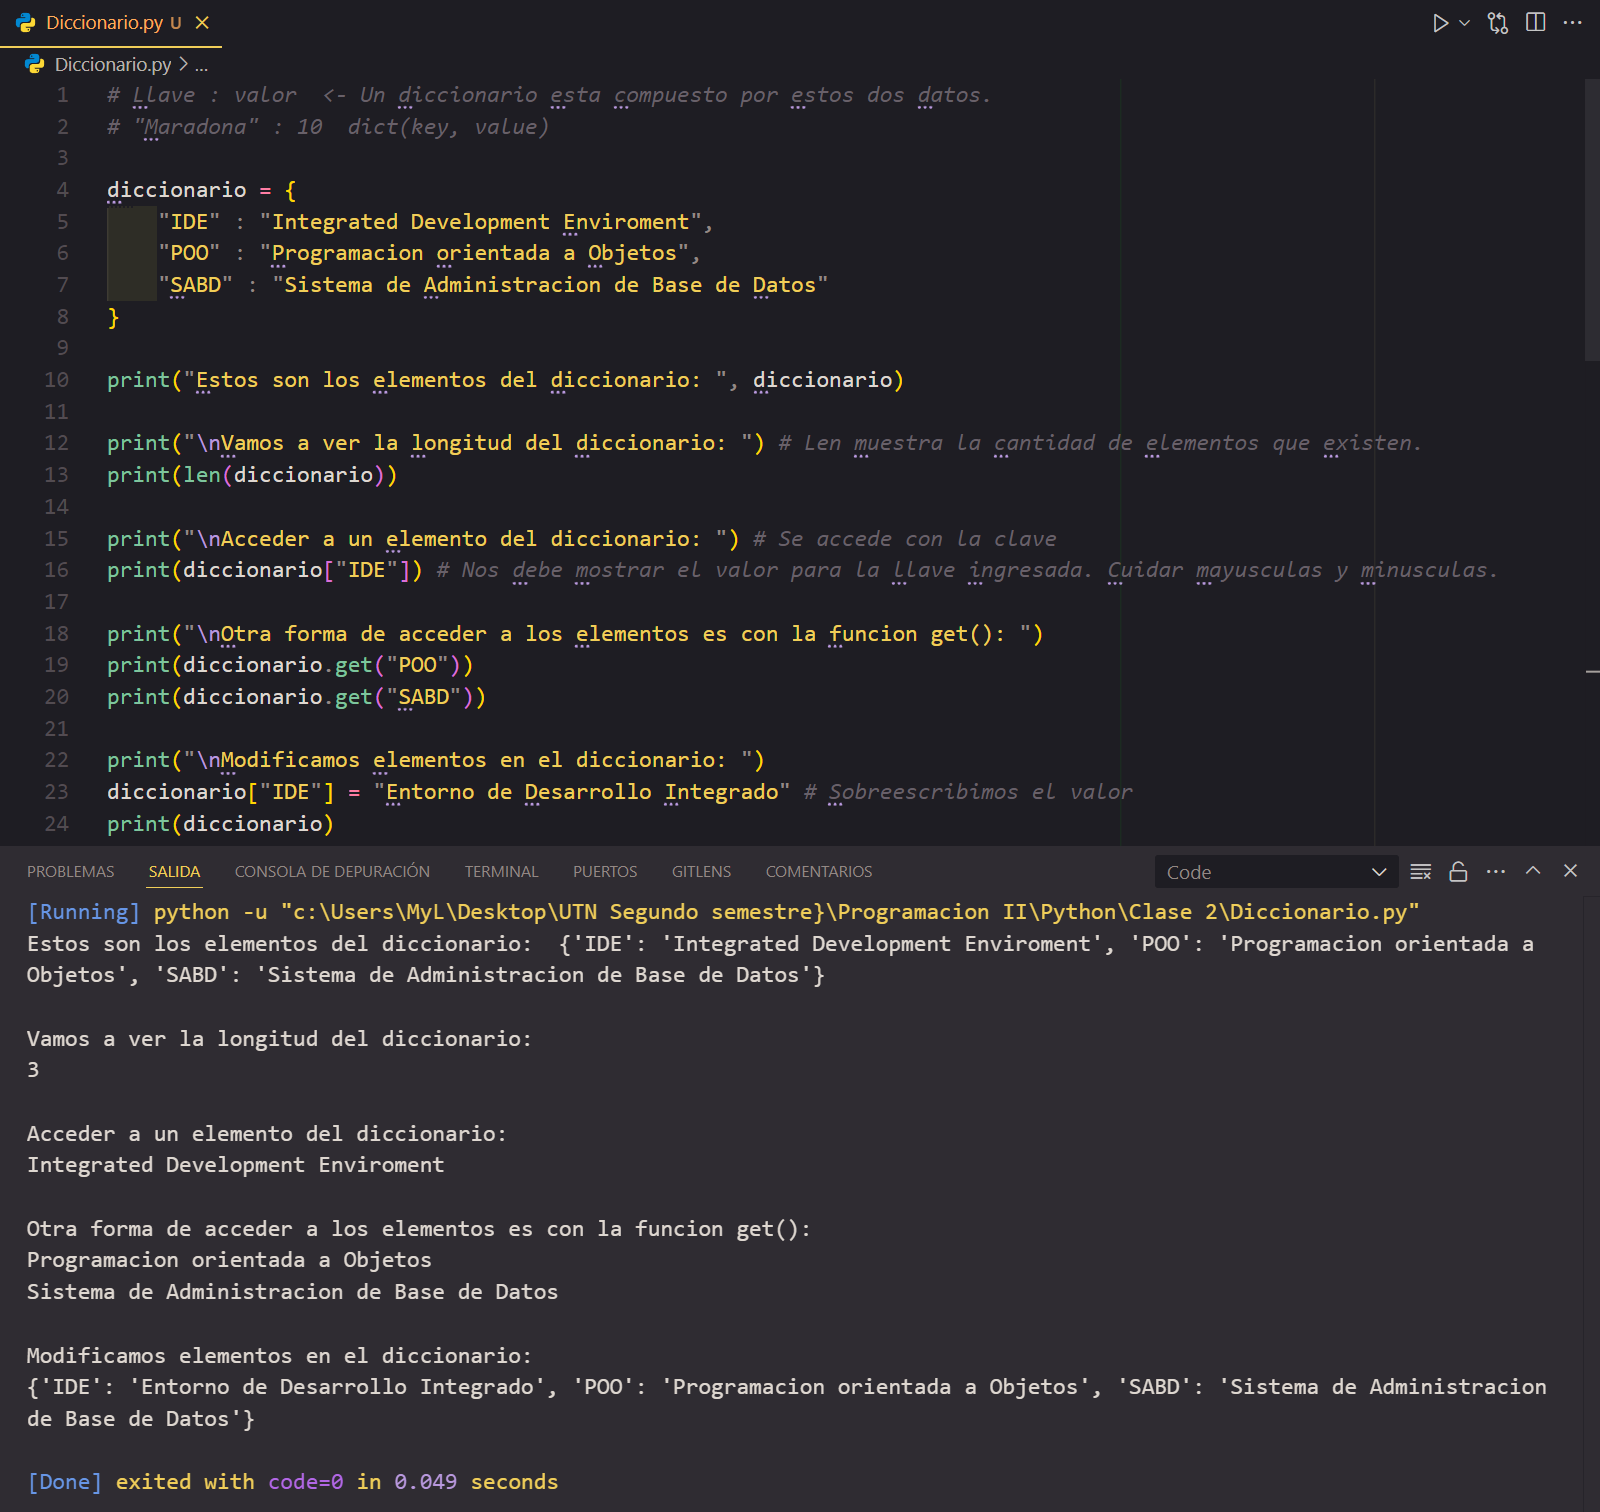 Diccionario.py U
Diccionario.py > ...
1 # Llave : valor  <- Un diccionario esta compuesto por estos dos datos.
2 # "Maradona" : 10  dict(key, value)
3
4 diccionario = {
5     "IDE" : "Integrated Development Enviroment",
6     "POO" : "Programacion orientada a Objetos",
7     "SABD" : "Sistema de Administracion de Base de Datos"
8 }
9
10 print("Estos son los elementos del diccionario: ", diccionario)
11
12 print("\nVamos a ver la longitud del diccionario: ") # Len muestra la cantidad de elementos que existen.
13 print(len(diccionario))
14
15 print("\nAcceder a un elemento del diccionario: ") # Se accede con la clave
16 print(diccionario["IDE"]) # Nos debe mostrar el valor para la llave ingresada. Cuidar mayusculas y minusculas.
17
18 print("\nOtra forma de acceder a los elementos es con la funcion get(): ")
19 print(diccionario.get("POO"))
20 print(diccionario.get("SABD"))
21
22 print("\nModificamos elementos en el diccionario: ")
23 diccionario["IDE"] = "Entorno de Desarrollo Integrado" # Sobreescribimos el valor
24 print(diccionario)
PROBLEMAS SALIDA CONSOLA DE DEPURACIÓN TERMINAL PUERTOS GITLENS COMENTARIOS Code
[Running] python -u "c:\Users\MyL\Desktop\UTN Segundo semestre}\Programacion II\Python\Clase 2\Diccionario.py"
Estos son los elementos del diccionario:  {'IDE': 'Integrated Development Enviroment', 'POO': 'Programacion orientada a
Objetos', 'SABD': 'Sistema de Administracion de Base de Datos'}
Vamos a ver la longitud del diccionario:
3
Acceder a un elemento del diccionario:
Integrated Development Enviroment
Otra forma de acceder a los elementos es con la funcion get():
Programacion orientada a Objetos
Sistema de Administracion de Base de Datos
Modificamos elementos en el diccionario:
{'IDE': 'Entorno de Desarrollo Integrado', 'POO': 'Programacion orientada a Objetos', 'SABD': 'Sistema de Administracion
de Base de Datos'}
[Done] exited with code=0 in 0.049 seconds